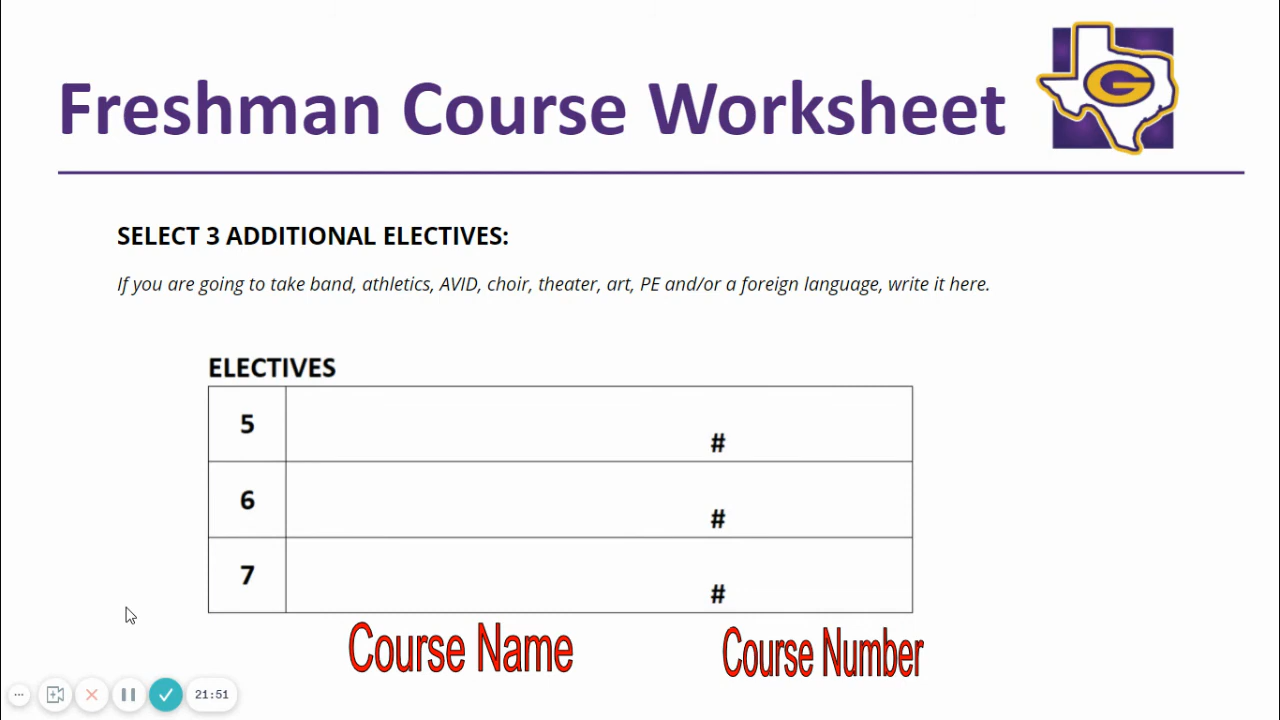 Freshman Course Worksheet
G
SELECT 3 ADDITIONAL ELECTIVES:
If you are going to take band, athletics, AVID, choir, theater, art, PE and/or a foreign language, write it here.
ELECTIVES
5 #
6 #
7 #
Course Name Course Number
21:51